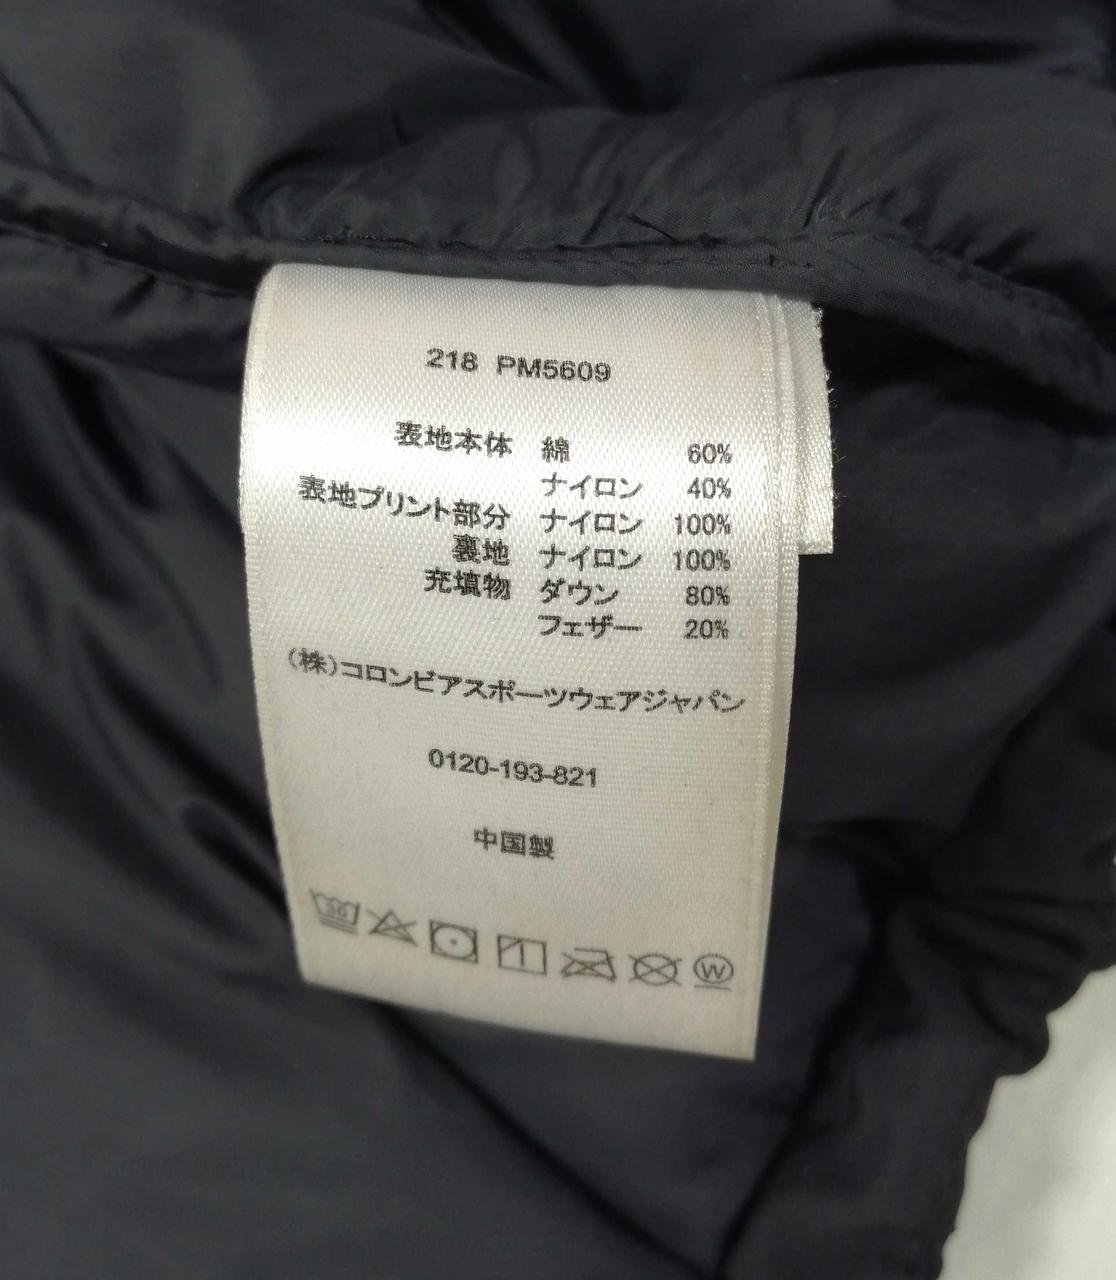 218 PM5609
表地本体 綿 60%
ナイロン 40%
表地プリント部分 ナイロン 100%
裏地 ナイロン 100%
充填物 ダウン 80%
フェザー 20%
(株)コロンビアスポーツウェアジャパン
0120-193-821
中国製
30
W